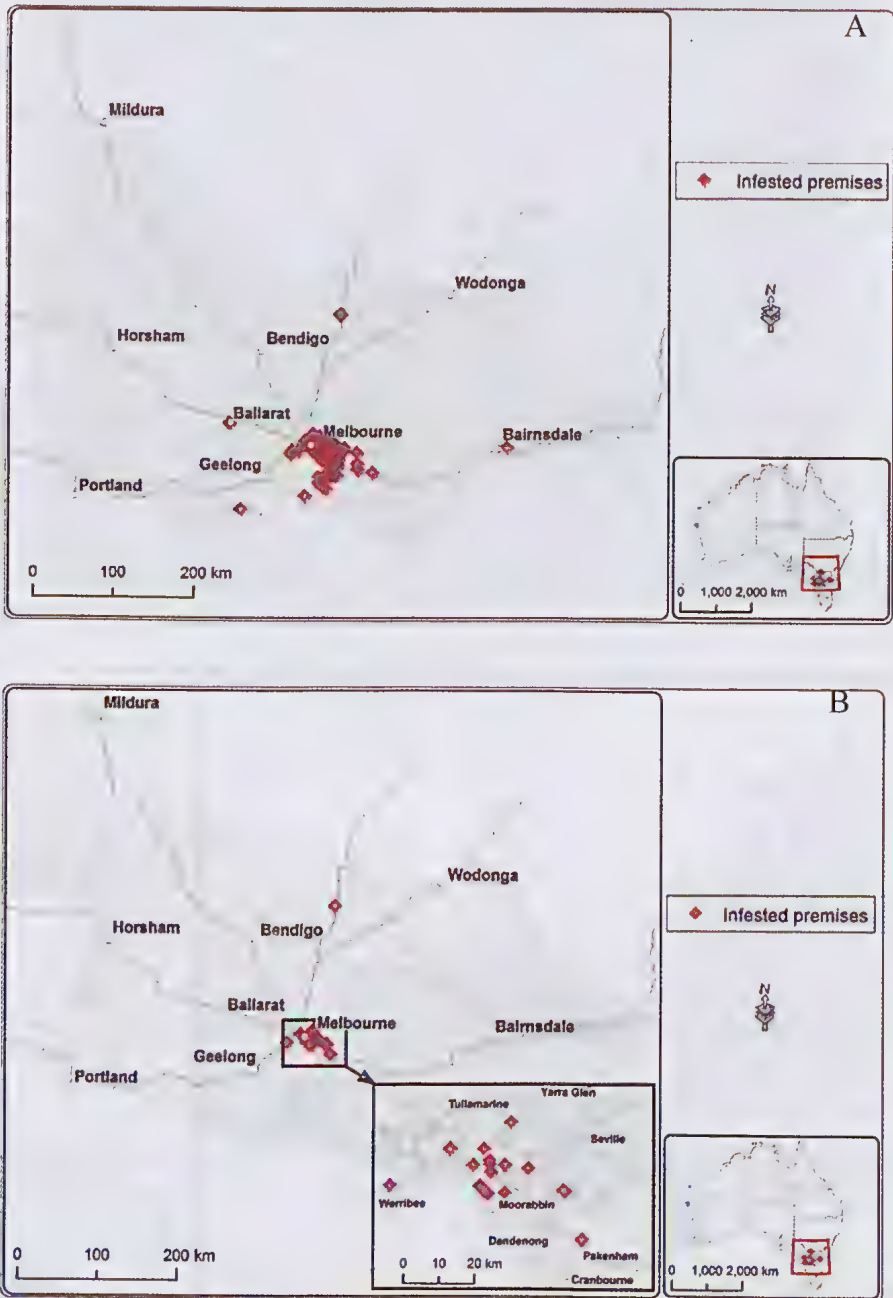 A
Mildura
Infested premises
Wodonga
N
Horsham
Bendigo
Ballarat
Melbourne
Bairnsdale
Geelong
Portland
0 100 200 km
0 1,000 2,000 km
B
Mildura
Wodonga
Infested premises
Horsham
Bendigo
N
Ballarat
Melbourne
Bairnsdale
Geelong
Portland
Yarra Glen
Tullamarine
Seville
Werribee
Moorabbin
Dandenong
Pakenham
0 20 km
Cranbourne
0 100 200 km
0 1,000 2,000 km